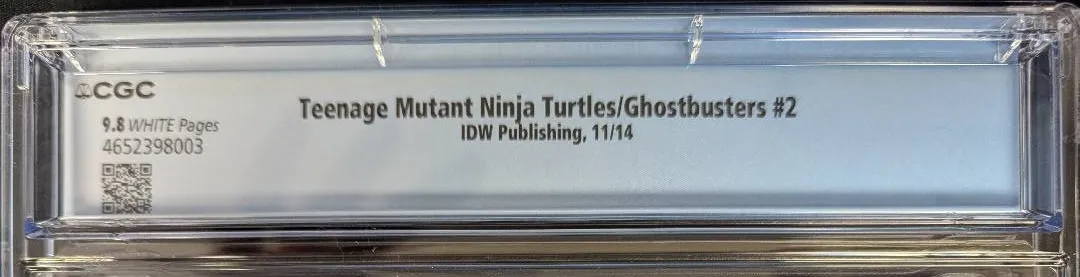 CGC
9.8 WHITE Pages
4652398003
Teenage Mutant Ninja Turtles/Ghostbusters #2
IDW Publishing, 11/14